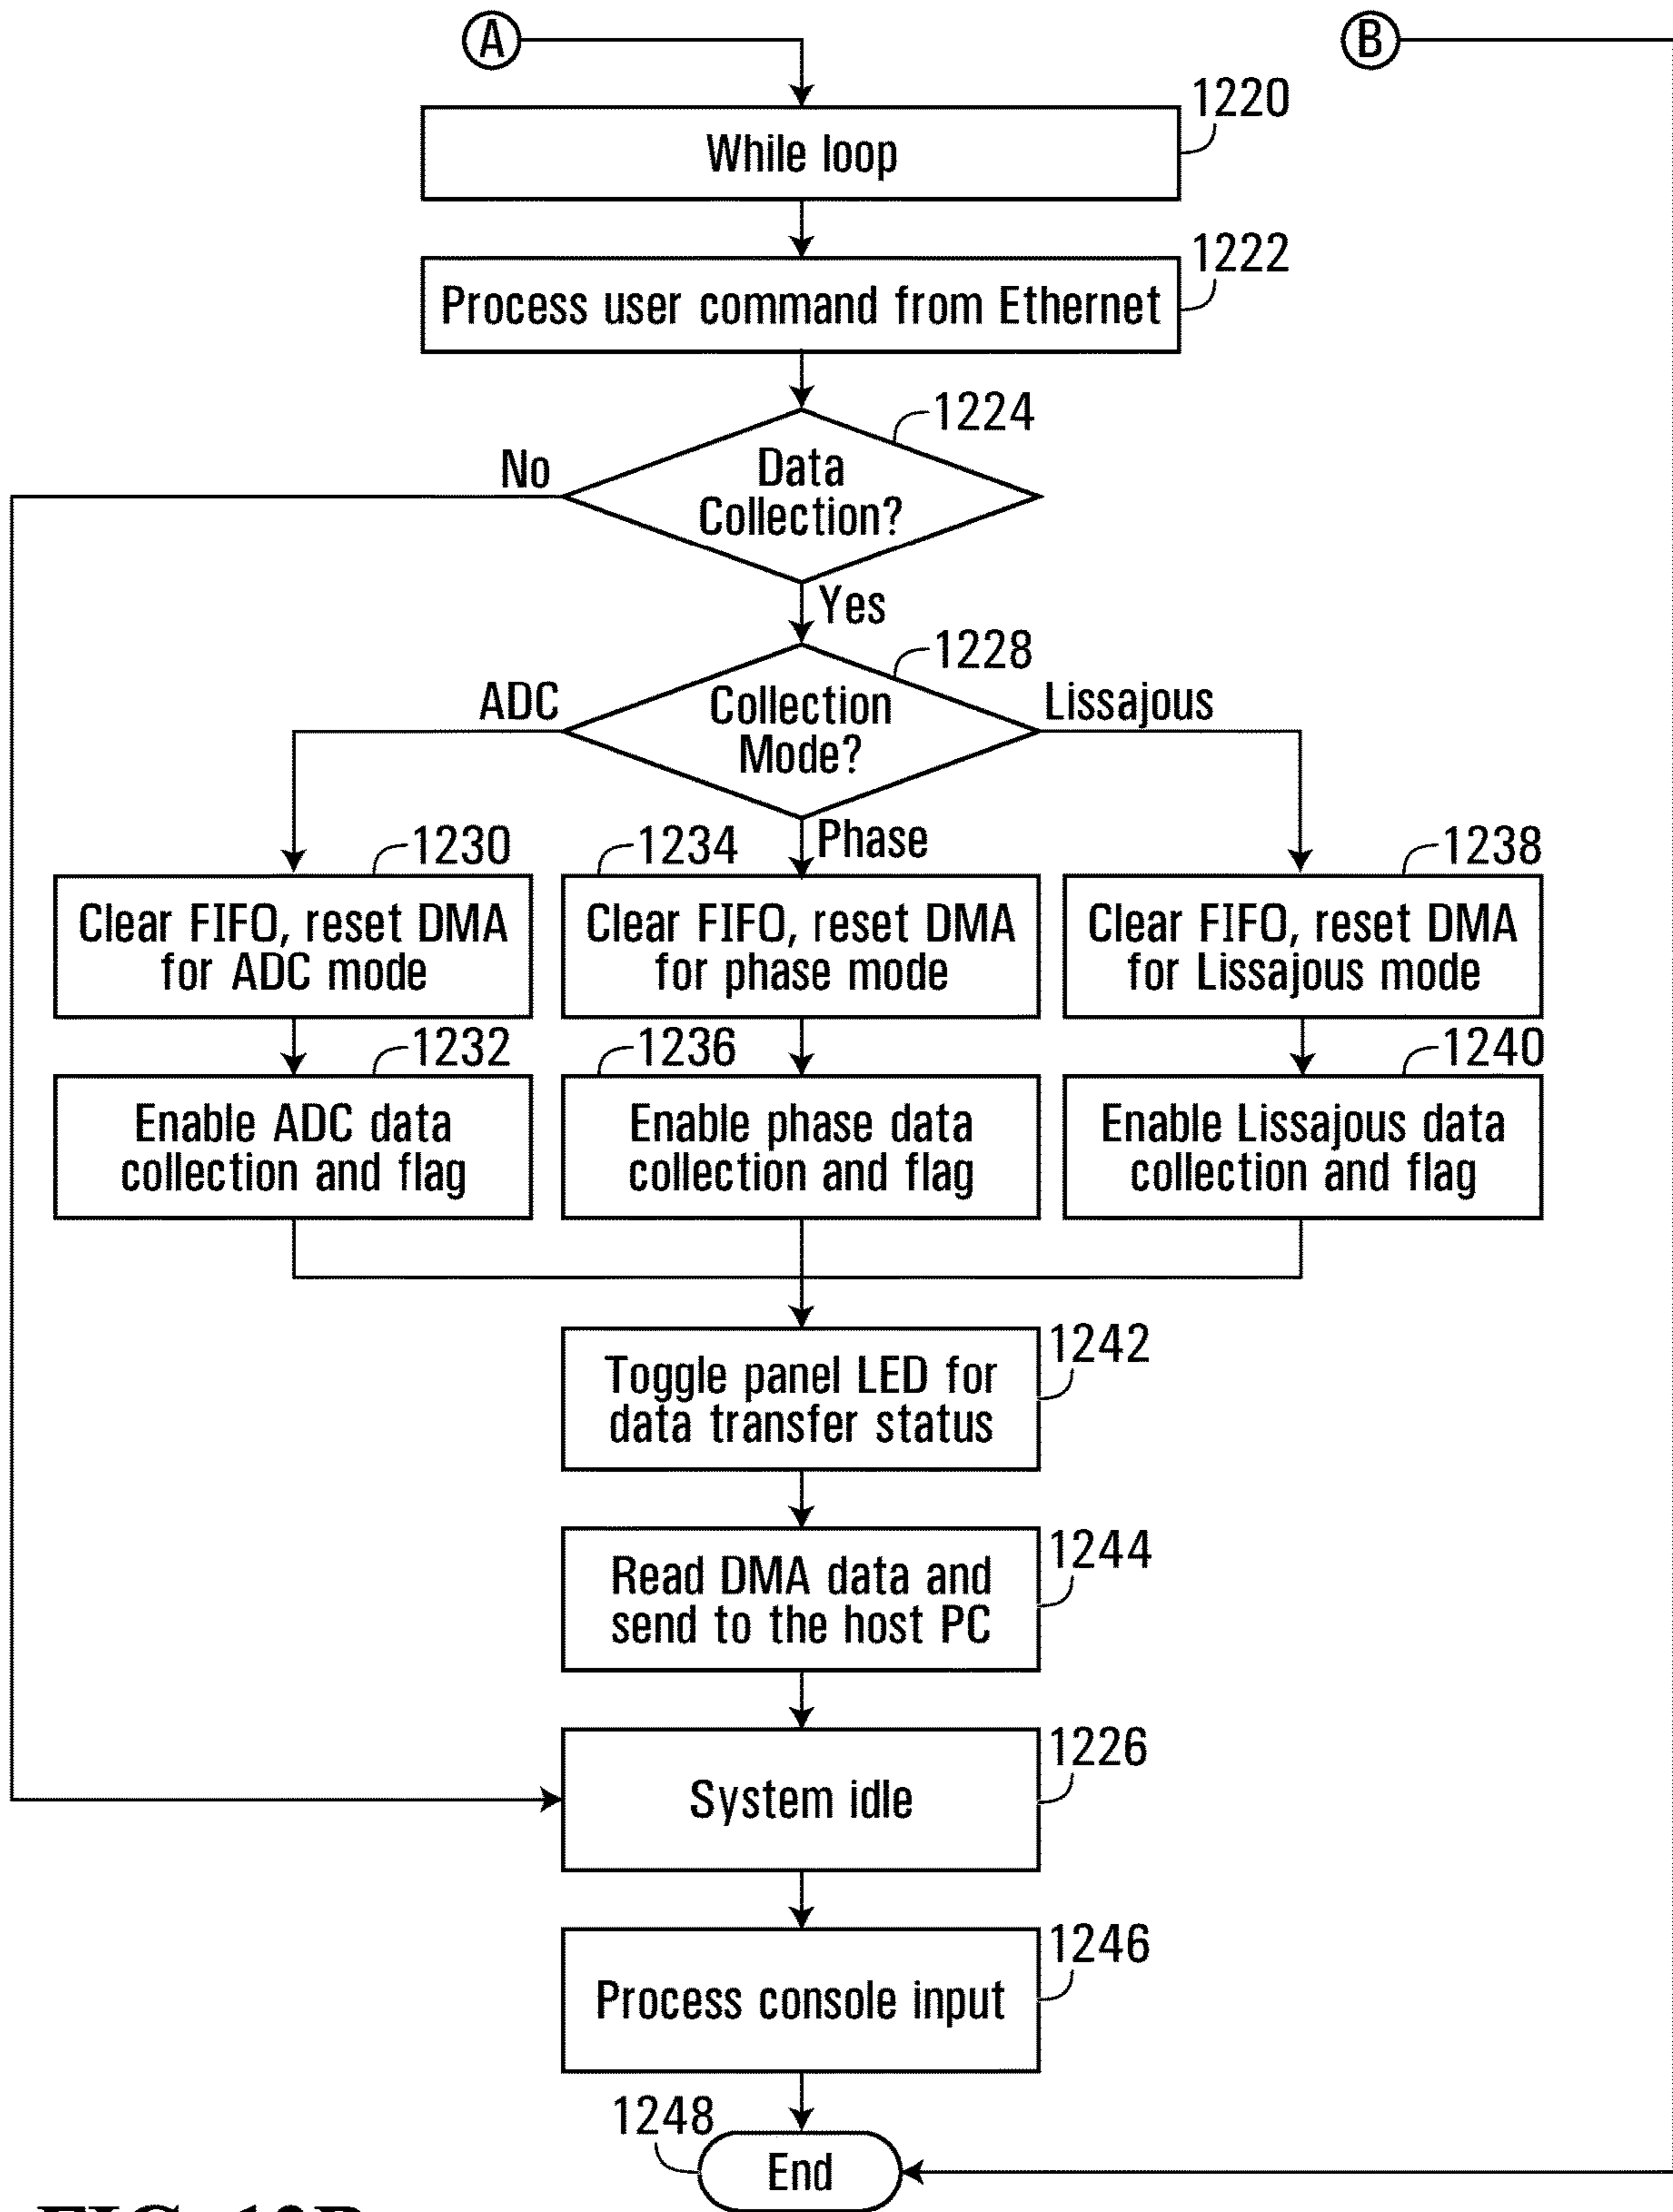 A
B
1220
While loop
1222
Process user command from Ethernet
1224
No
Data
Collection?
Yes
1228
ADC
Collection
Mode?
Lissajous
Phase
1230
1234
1238
Clear FIFO, reset DMA
for ADC mode
Clear FIFO, reset DMA
for phase mode
Clear FIFO, reset DMA
for Lissajous mode
1232
1236
1240
Enable ADC data
collection and flag
Enable phase data
collection and flag
Enable Lissajous data
collection and flag
1242
Toggle panel LED for
data transfer status
1244
Read DMA data and
send to the host PC
1226
System idle
1246
Process console input
1248
End